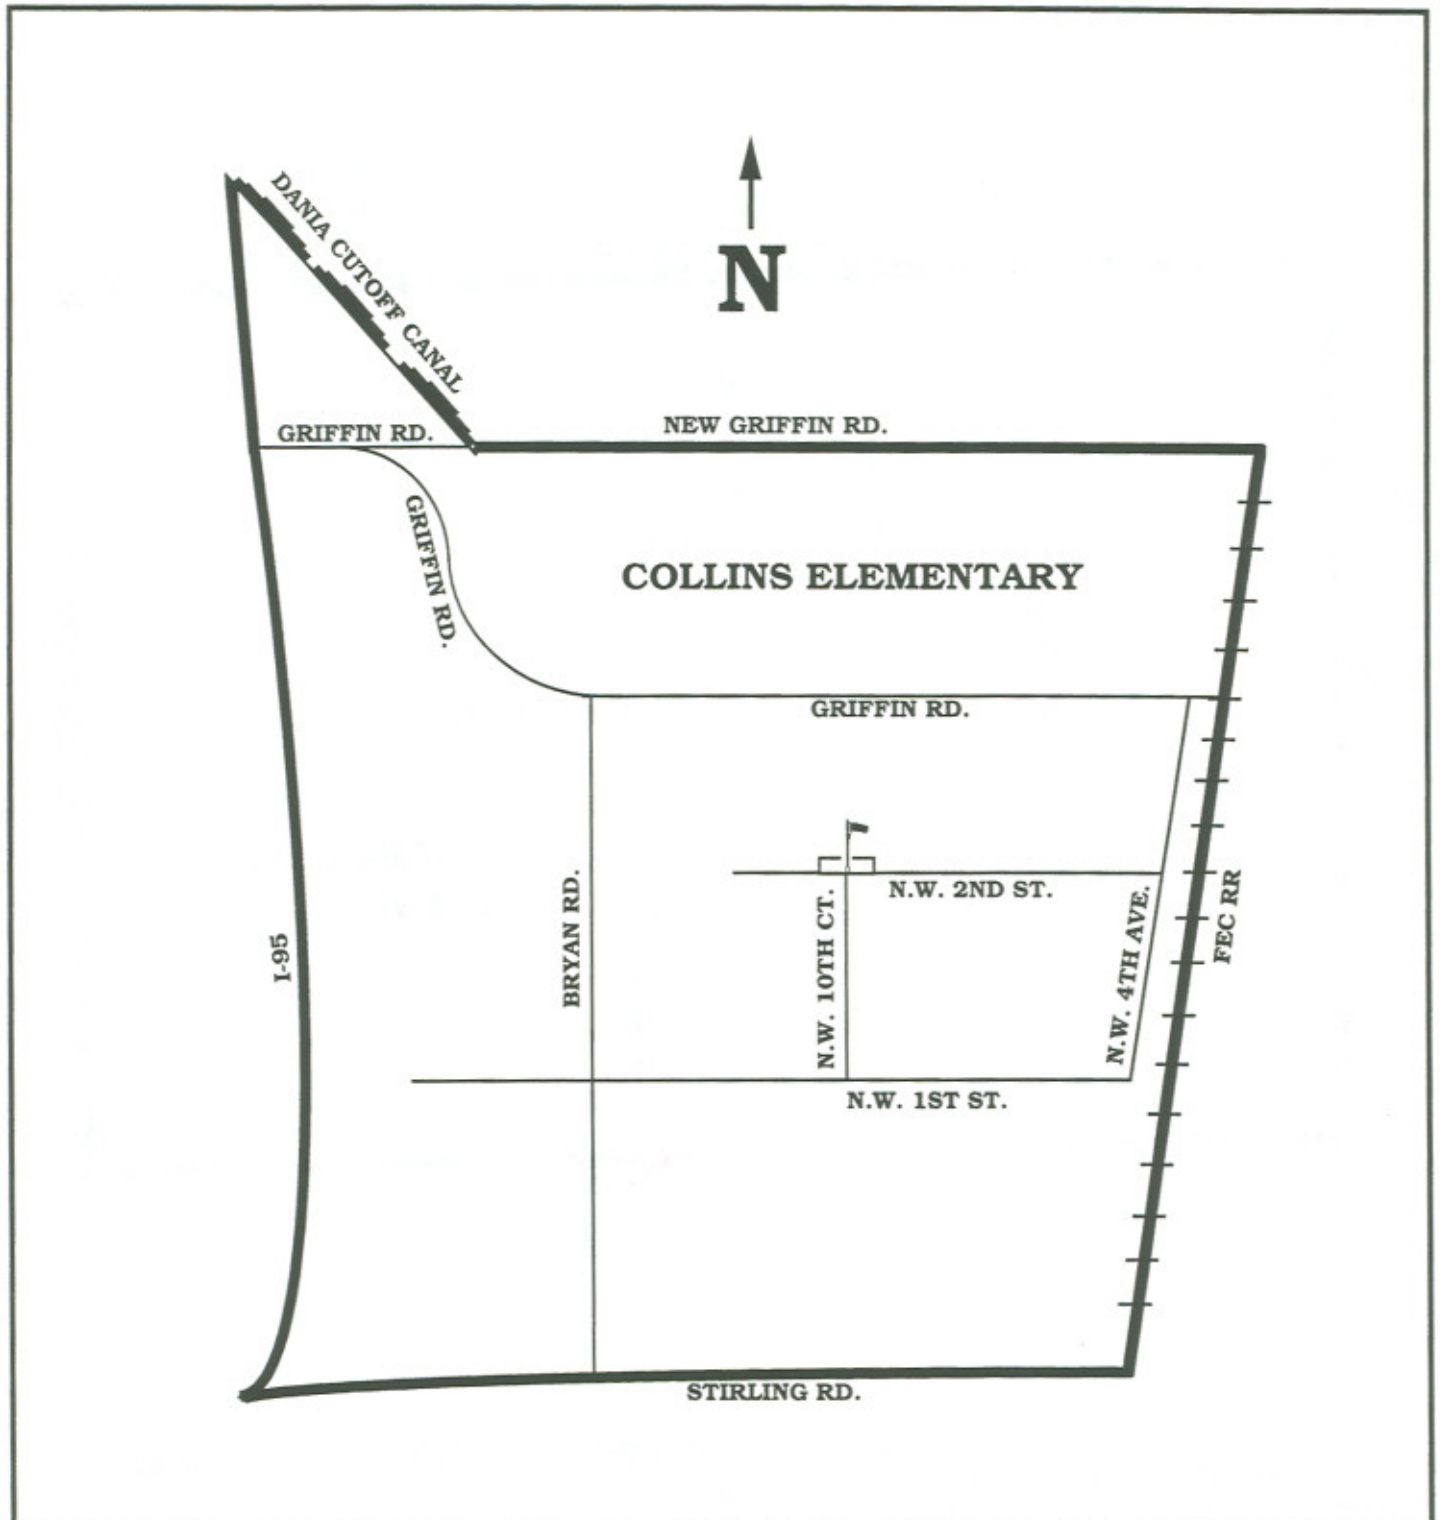 DANIA CUTOFF CANAL
N
GRIFFIN RD.
NEW GRIFFIN RD.
GRIFFIN RD.
COLLINS ELEMENTARY
GRIFFIN RD.
N.W. 2ND ST.
I-95
BRYAN RD.
N.W. 10TH CT.
N.W. 4TH AVE.
FEC RR
N.W. 1ST ST.
STIRLING RD.